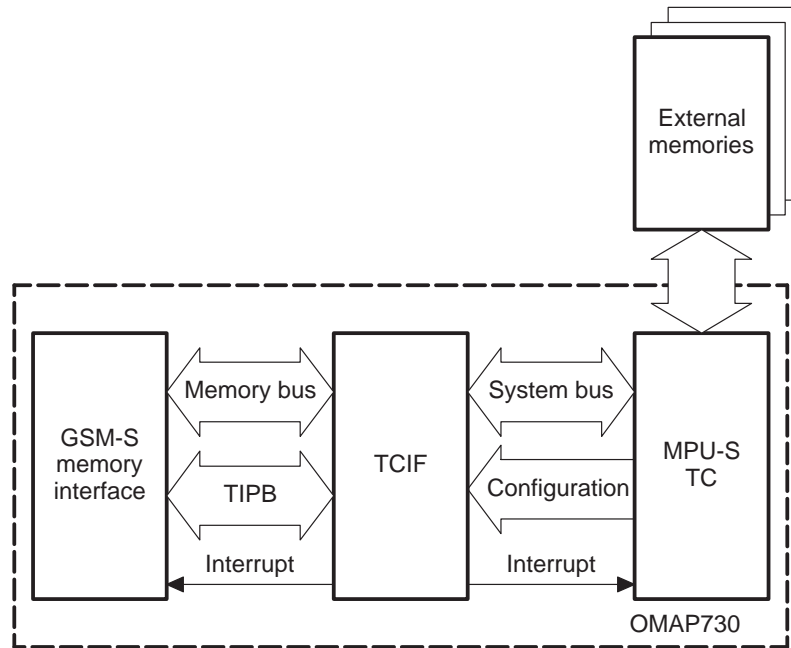 External
memories
Memory bus
System bus
GSM-S
memory
interface
TCIF
MPU-S
TC
TIPB
Configuration
Interrupt
Interrupt
OMAP730